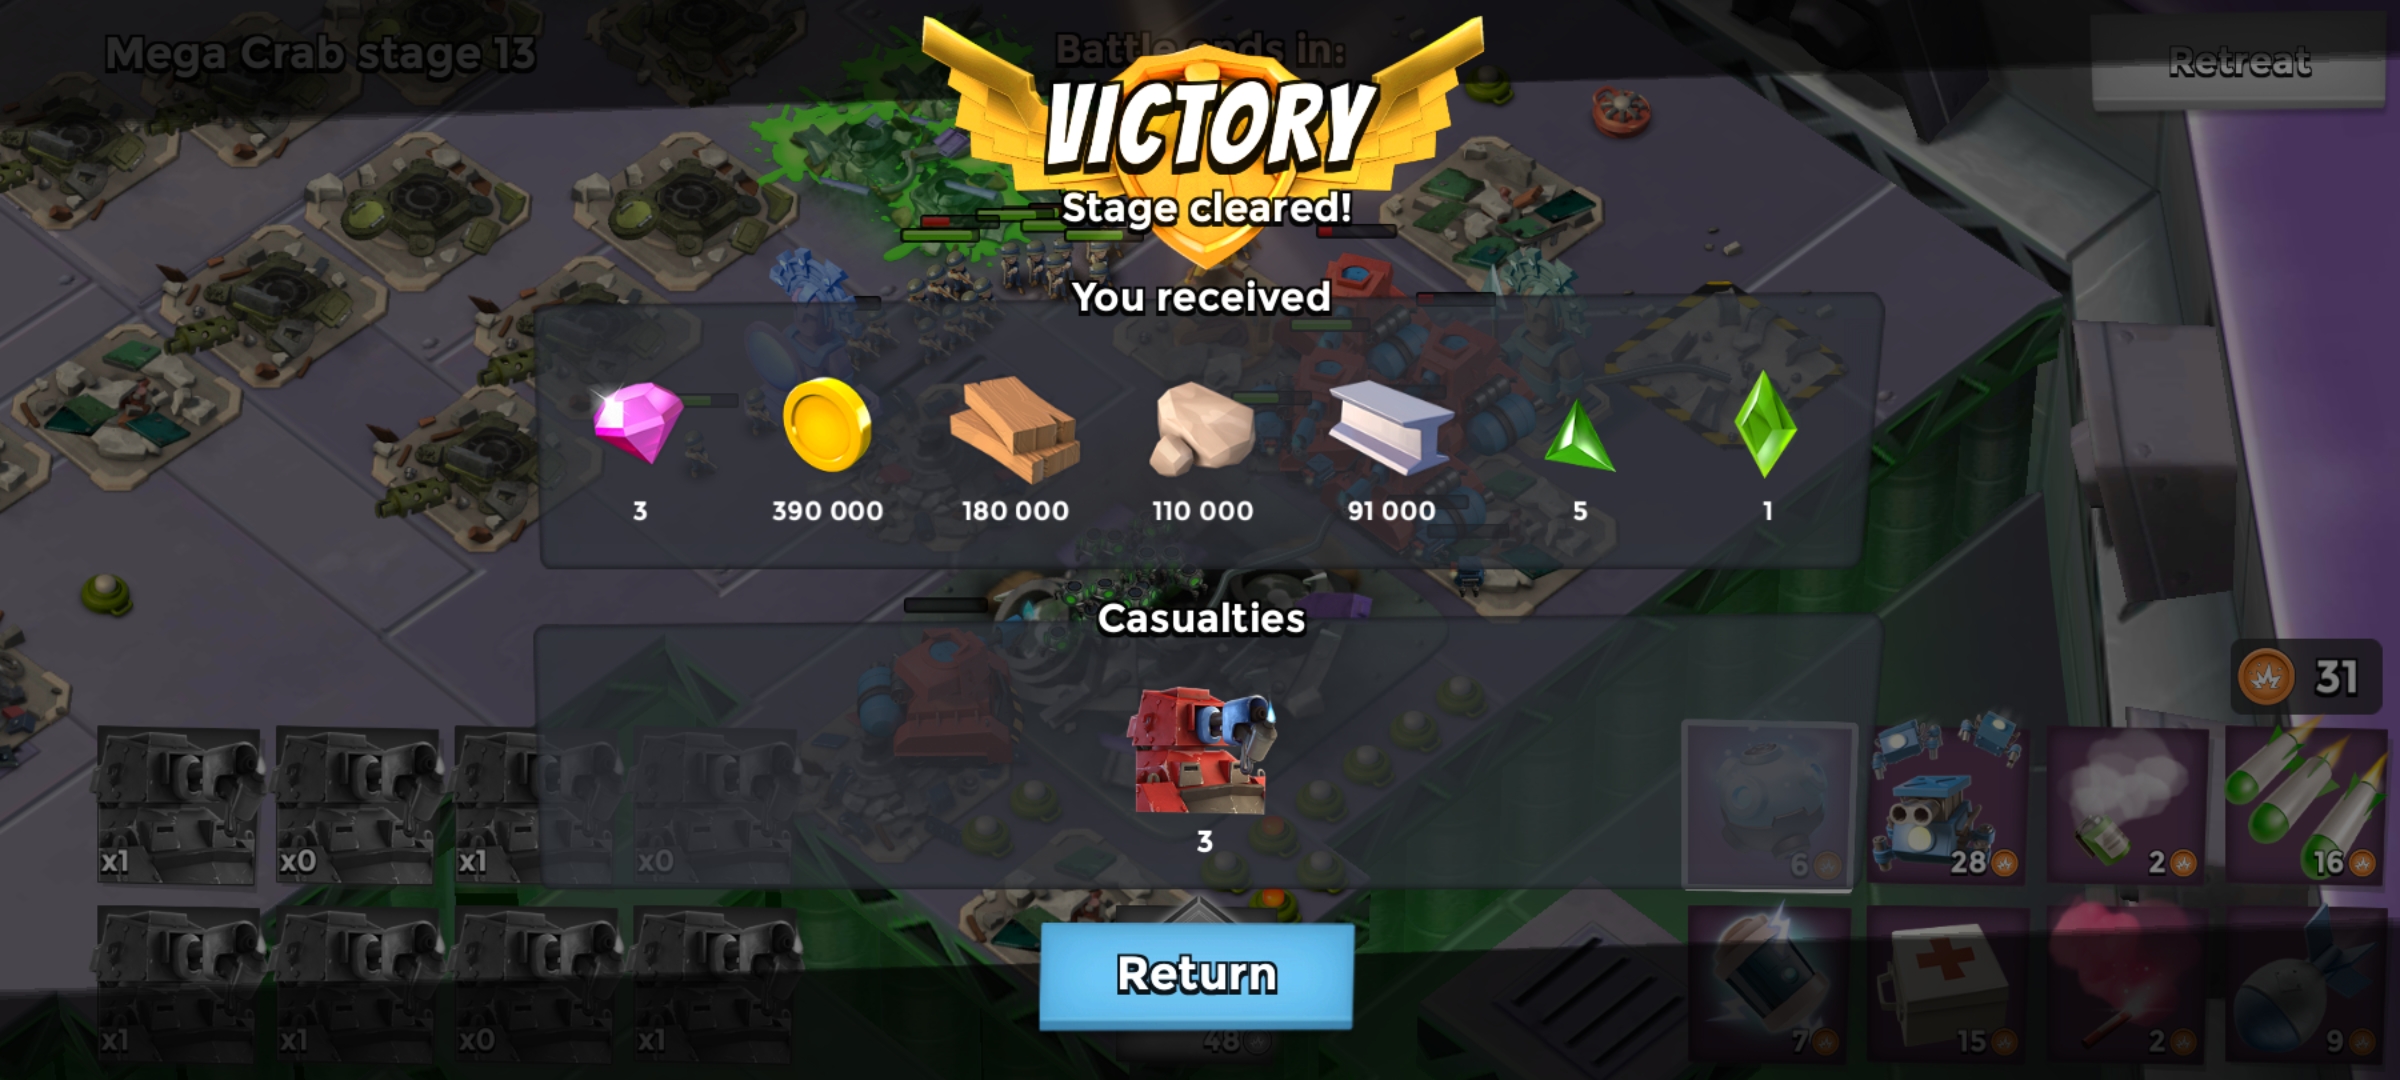 Mega Crab stage 13
Battle ends in:
Retreat
VICTORY
Stage cleared!
You received
3
390 000
180 000
110 000
91 000
5
1
Casualties
3
31
x1
x0
x1
x0
6
28
2
16
x1
x1
x0
x1
Return
48
7
15
2
9